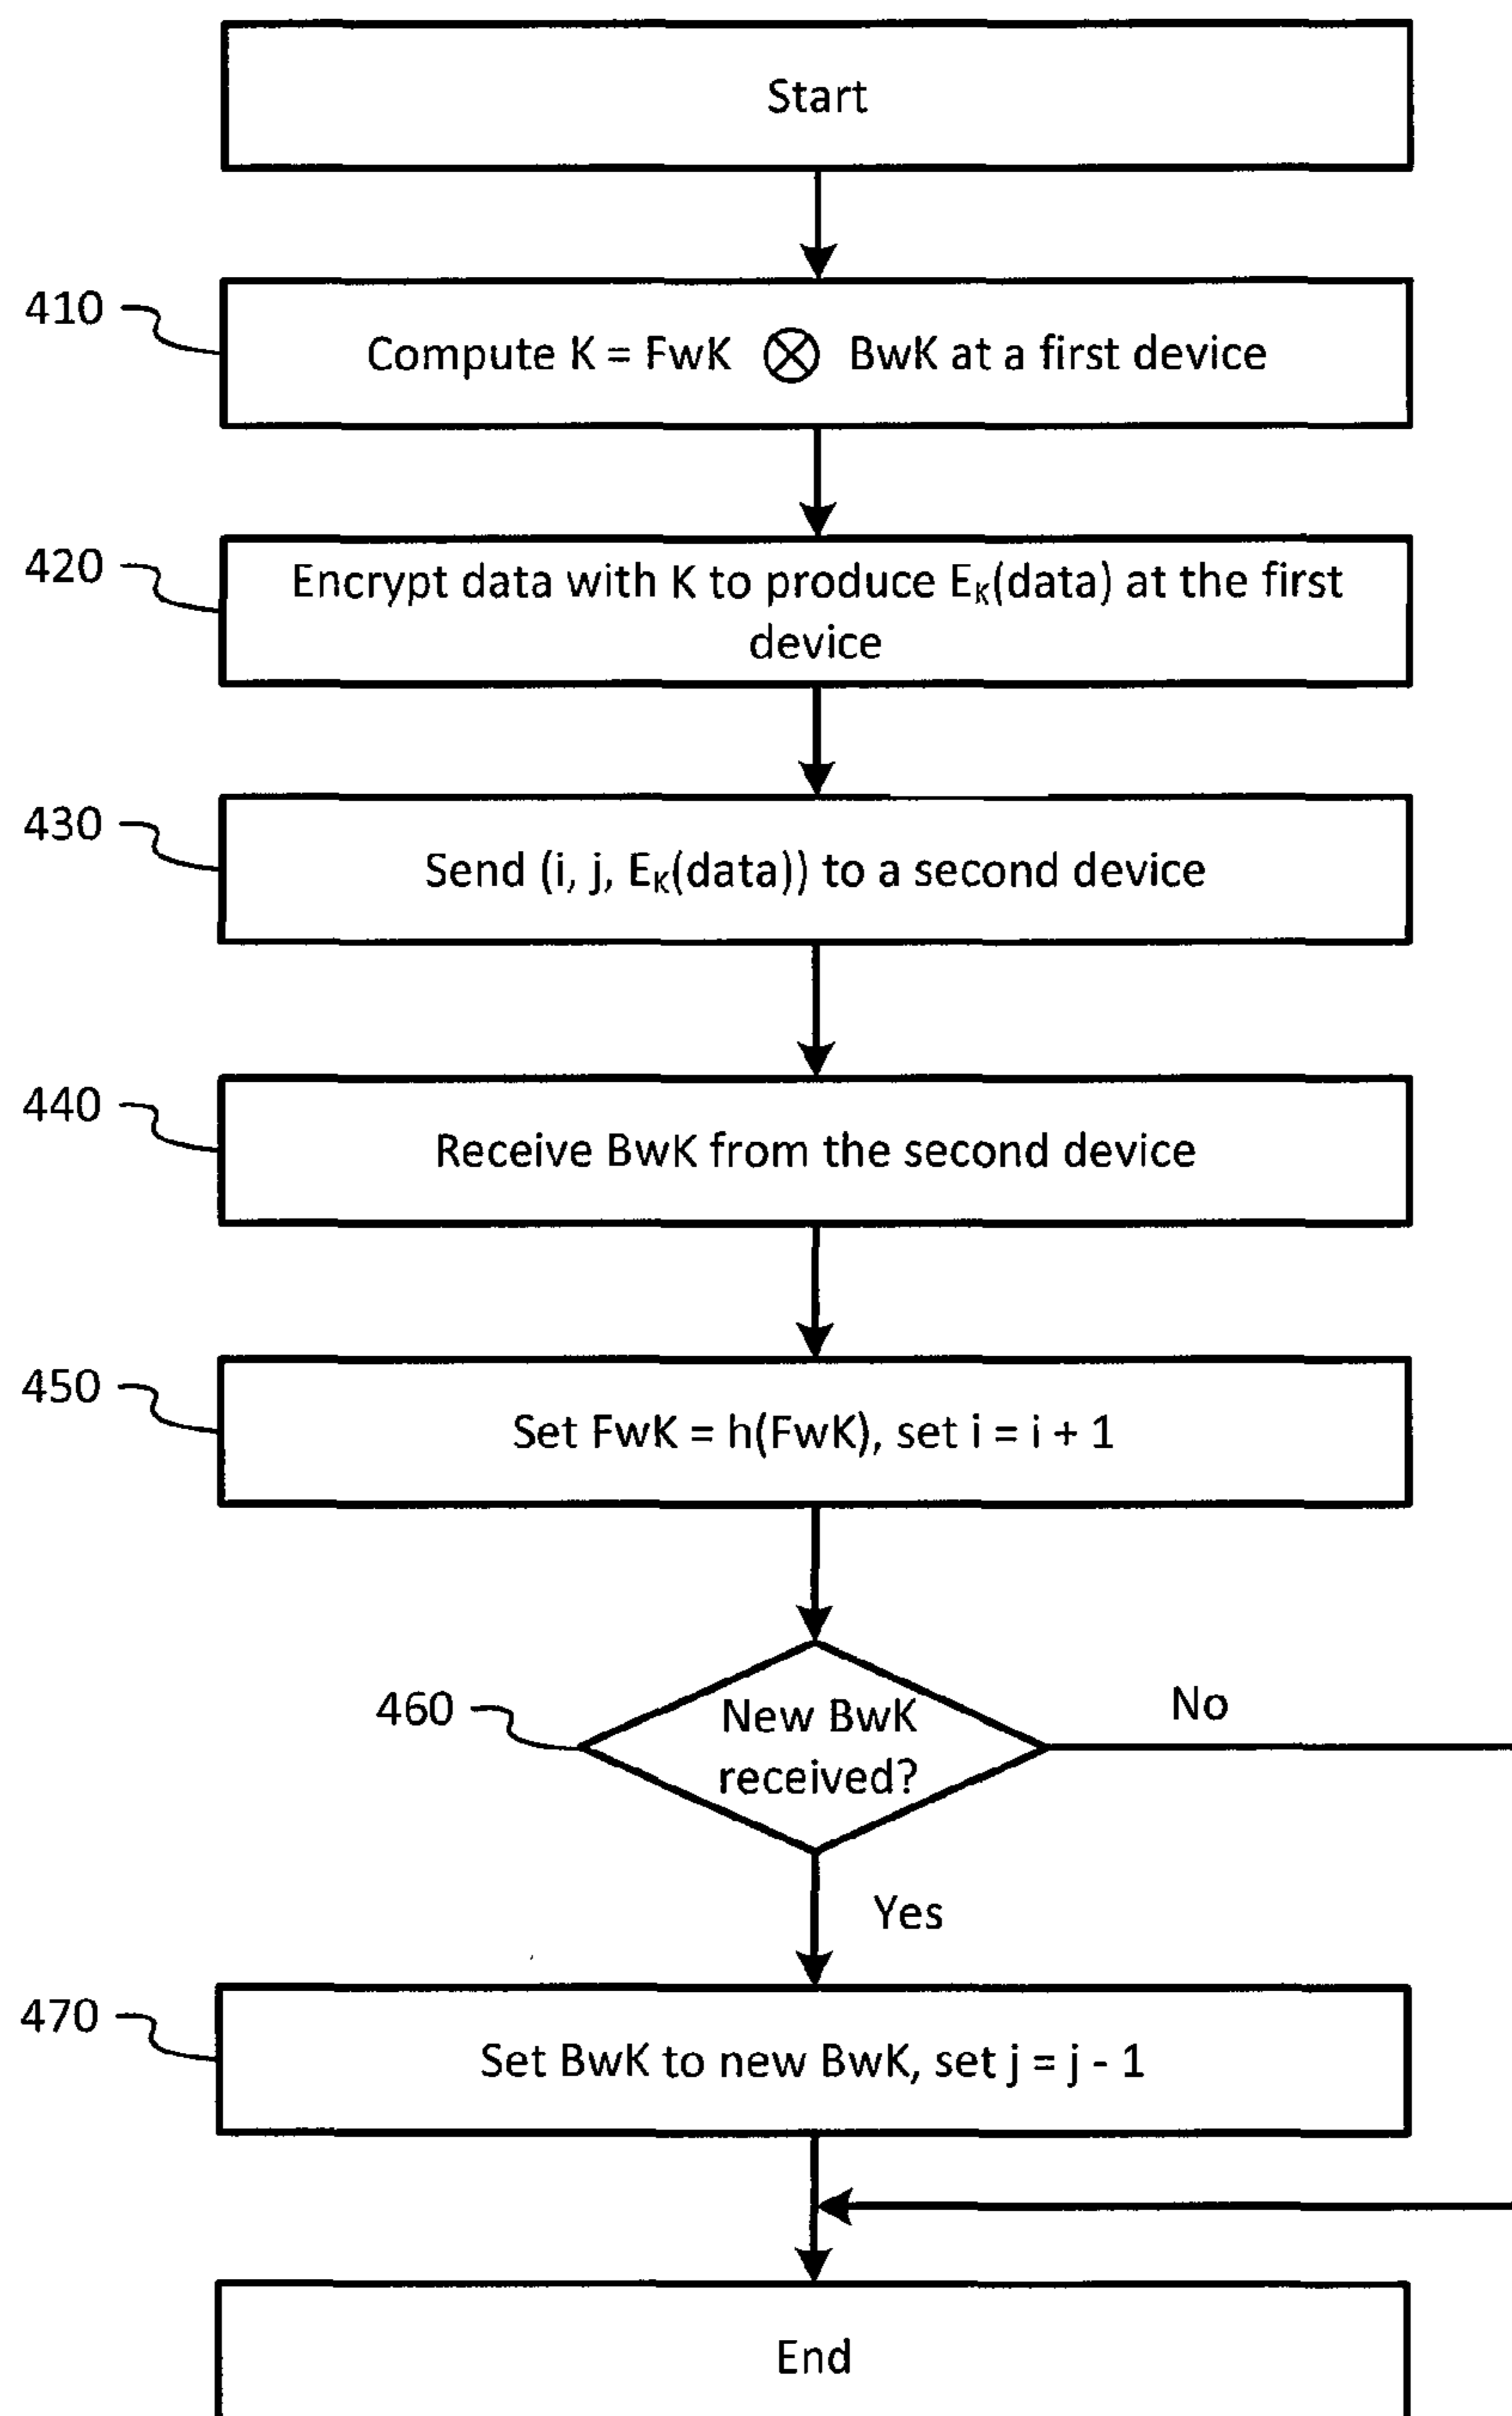 Start
410
Compute K = FwK ⊗ BwK at a first device
420
Encrypt data with K to produce E_K(data) at the first
device
430
Send (i, j, E_K(data)) to a second device
440
Receive BwK from the second device
450
Set FwK = h(FwK), set i = i + 1
460
New BwK
received?
No
Yes
470
Set BwK to new BwK, set j = j - 1
End